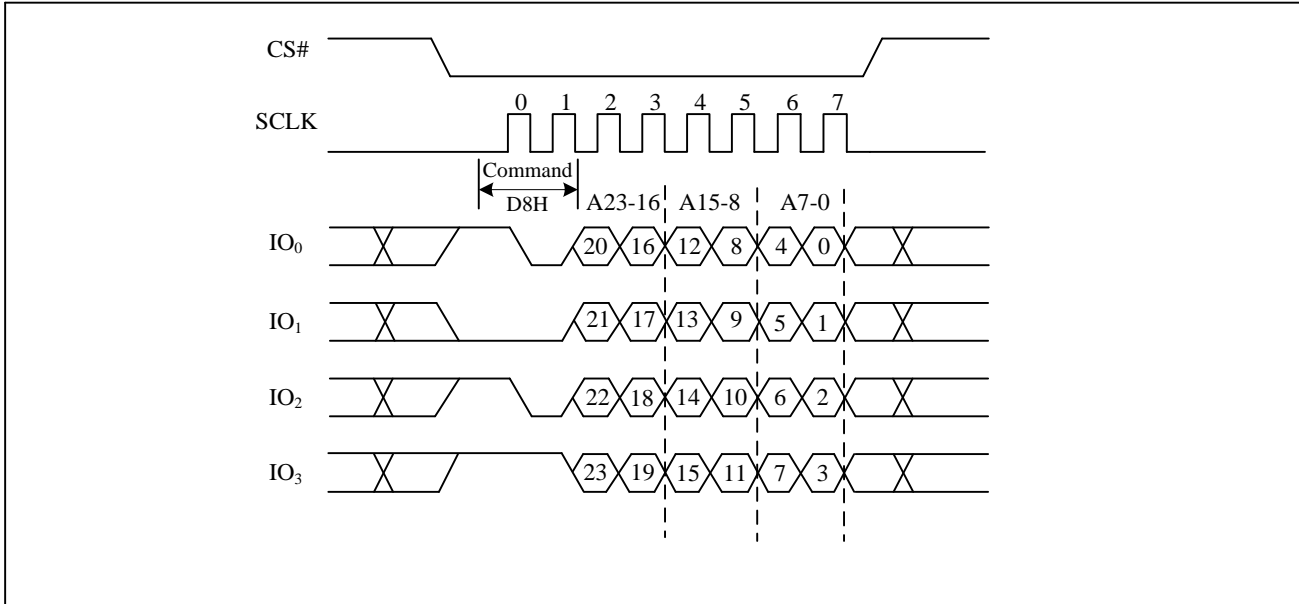 CS#
0 1 2 3 4 5 6 7
SCLK
Command
D8H
A23-16 A15-8 A7-0
IO₀ 20 16 12 8 4 0
IO₁ 21 17 13 9 5 1
IO₂ 22 18 14 10 6 2
IO₃ 23 19 15 11 7 3